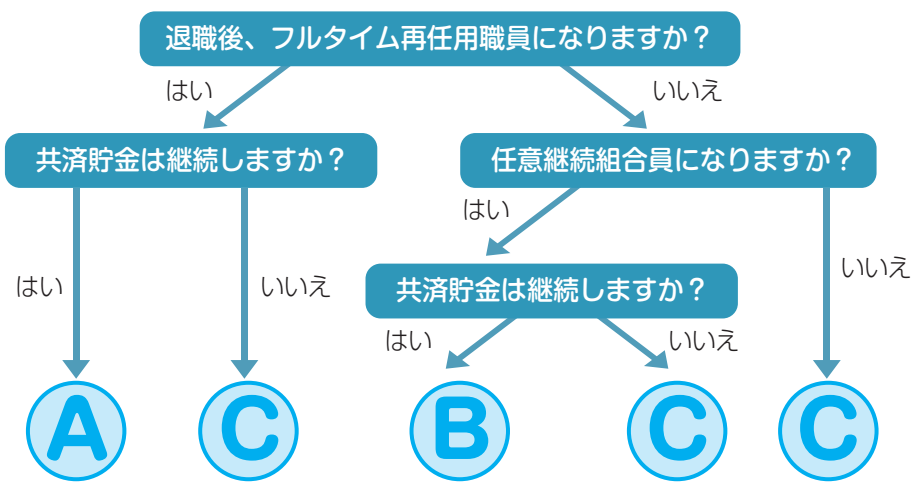 退職後、フルタイム再任用職員になりますか？
はい
いいえ
共済貯金は継続しますか？
任意継続組合員になりますか？
はい
はい
いいえ
いいえ
共済貯金は継続しますか？
はい
いいえ
A
C
B
C
C